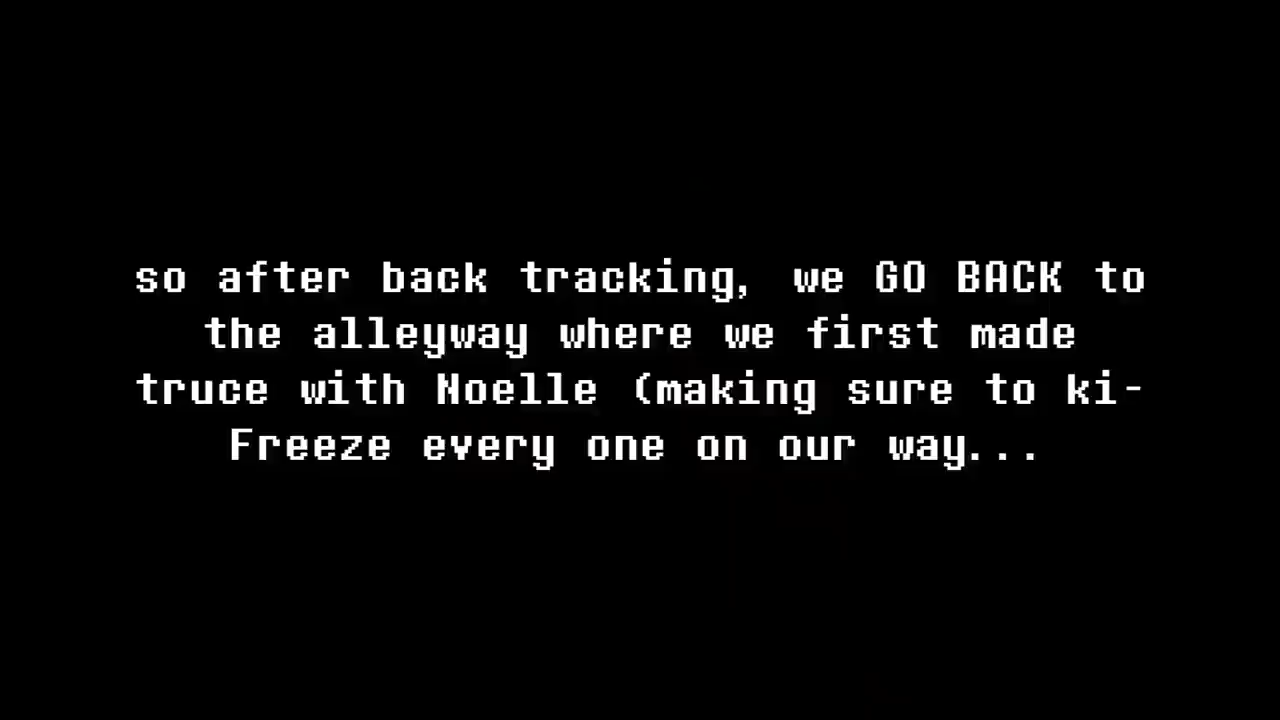 so after back tracking, we GO BACK to
the alleyway where we first made
truce with Noelle (making sure to ki-
Freeze every one on our way...